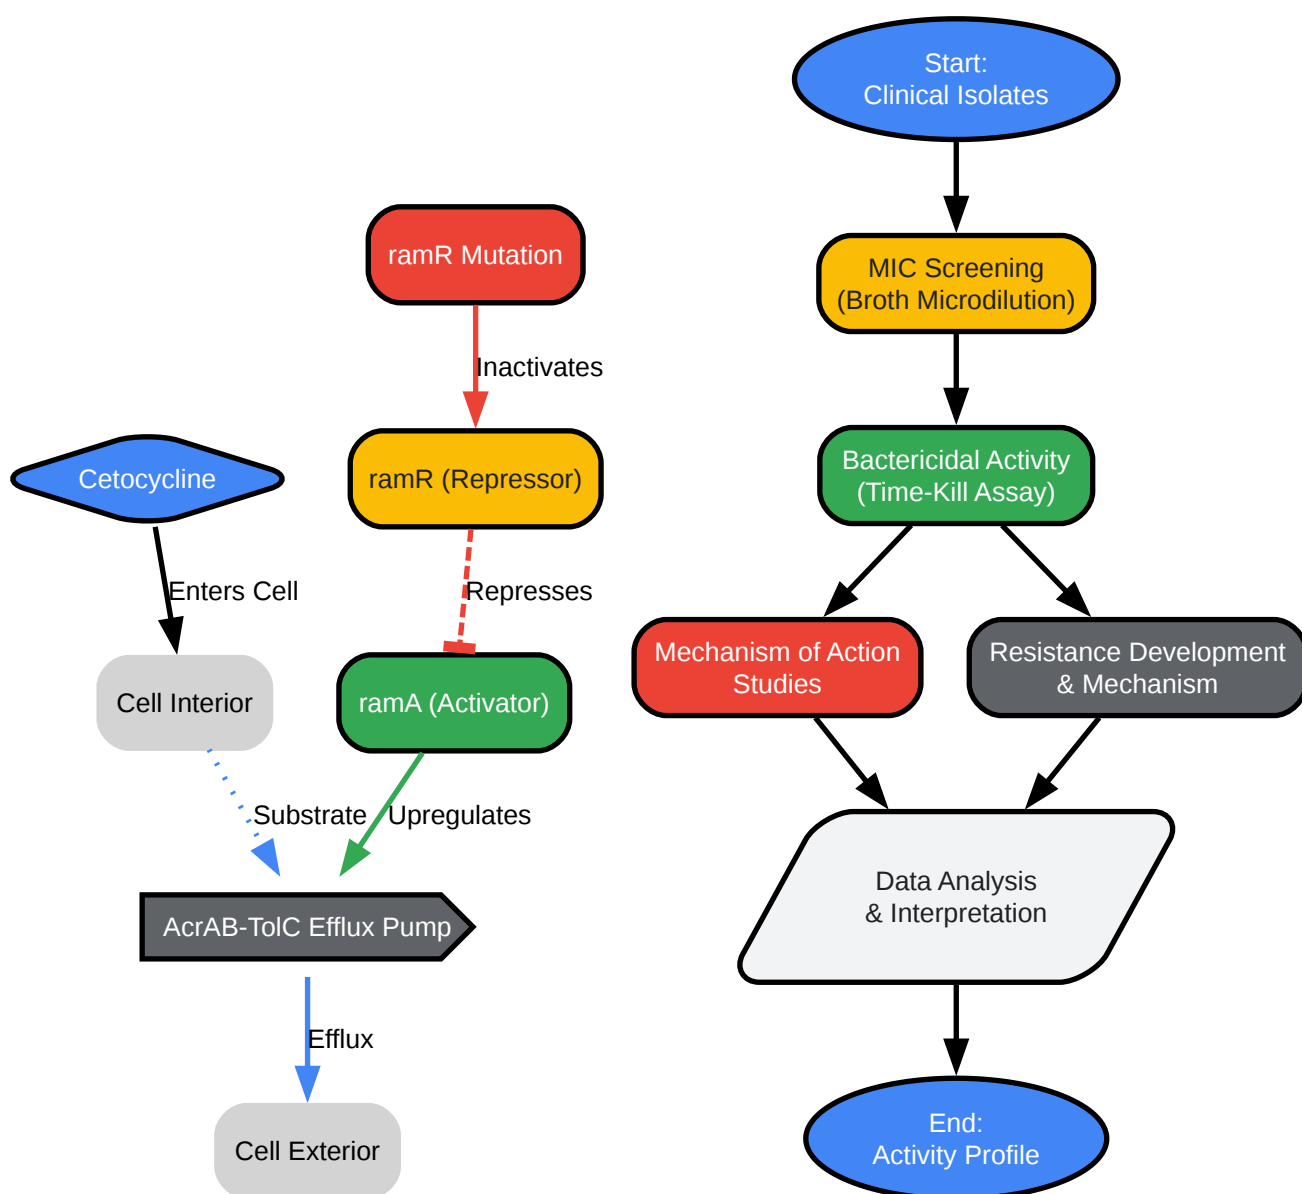 ramR Mutation
Inactivates
Cetocycline
ramR (Repressor)
Enters Cell
Represses
Cell Interior
ramA (Activator)
Substrate
Upregulates
AcrAB-TolC Efflux Pump
Efflux
Cell Exterior
Start:
Clinical Isolates
MIC Screening
(Broth Microdilution)
Bactericidal Activity
(Time-Kill Assay)
Mechanism of Action
Studies
Resistance Development
& Mechanism
Data Analysis
& Interpretation
End:
Activity Profile